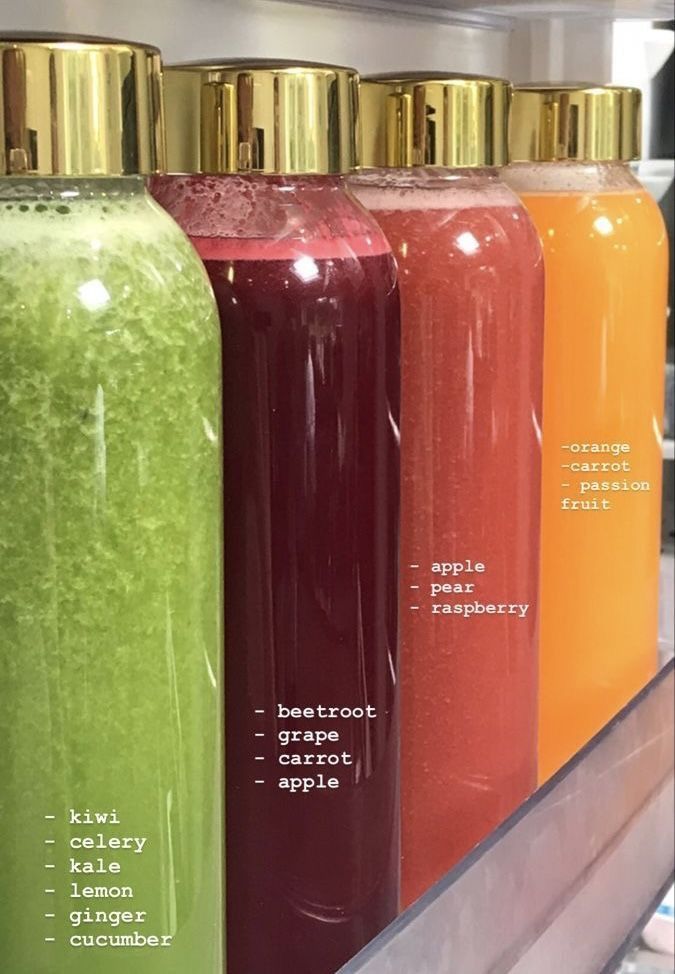 - kiwi
- celery
- kale
- lemon
- ginger
- cucumber
- beetroot
- grape
- carrot
- apple
- apple
- pear
- raspberry
-orange
-carrot
- passion
fruit